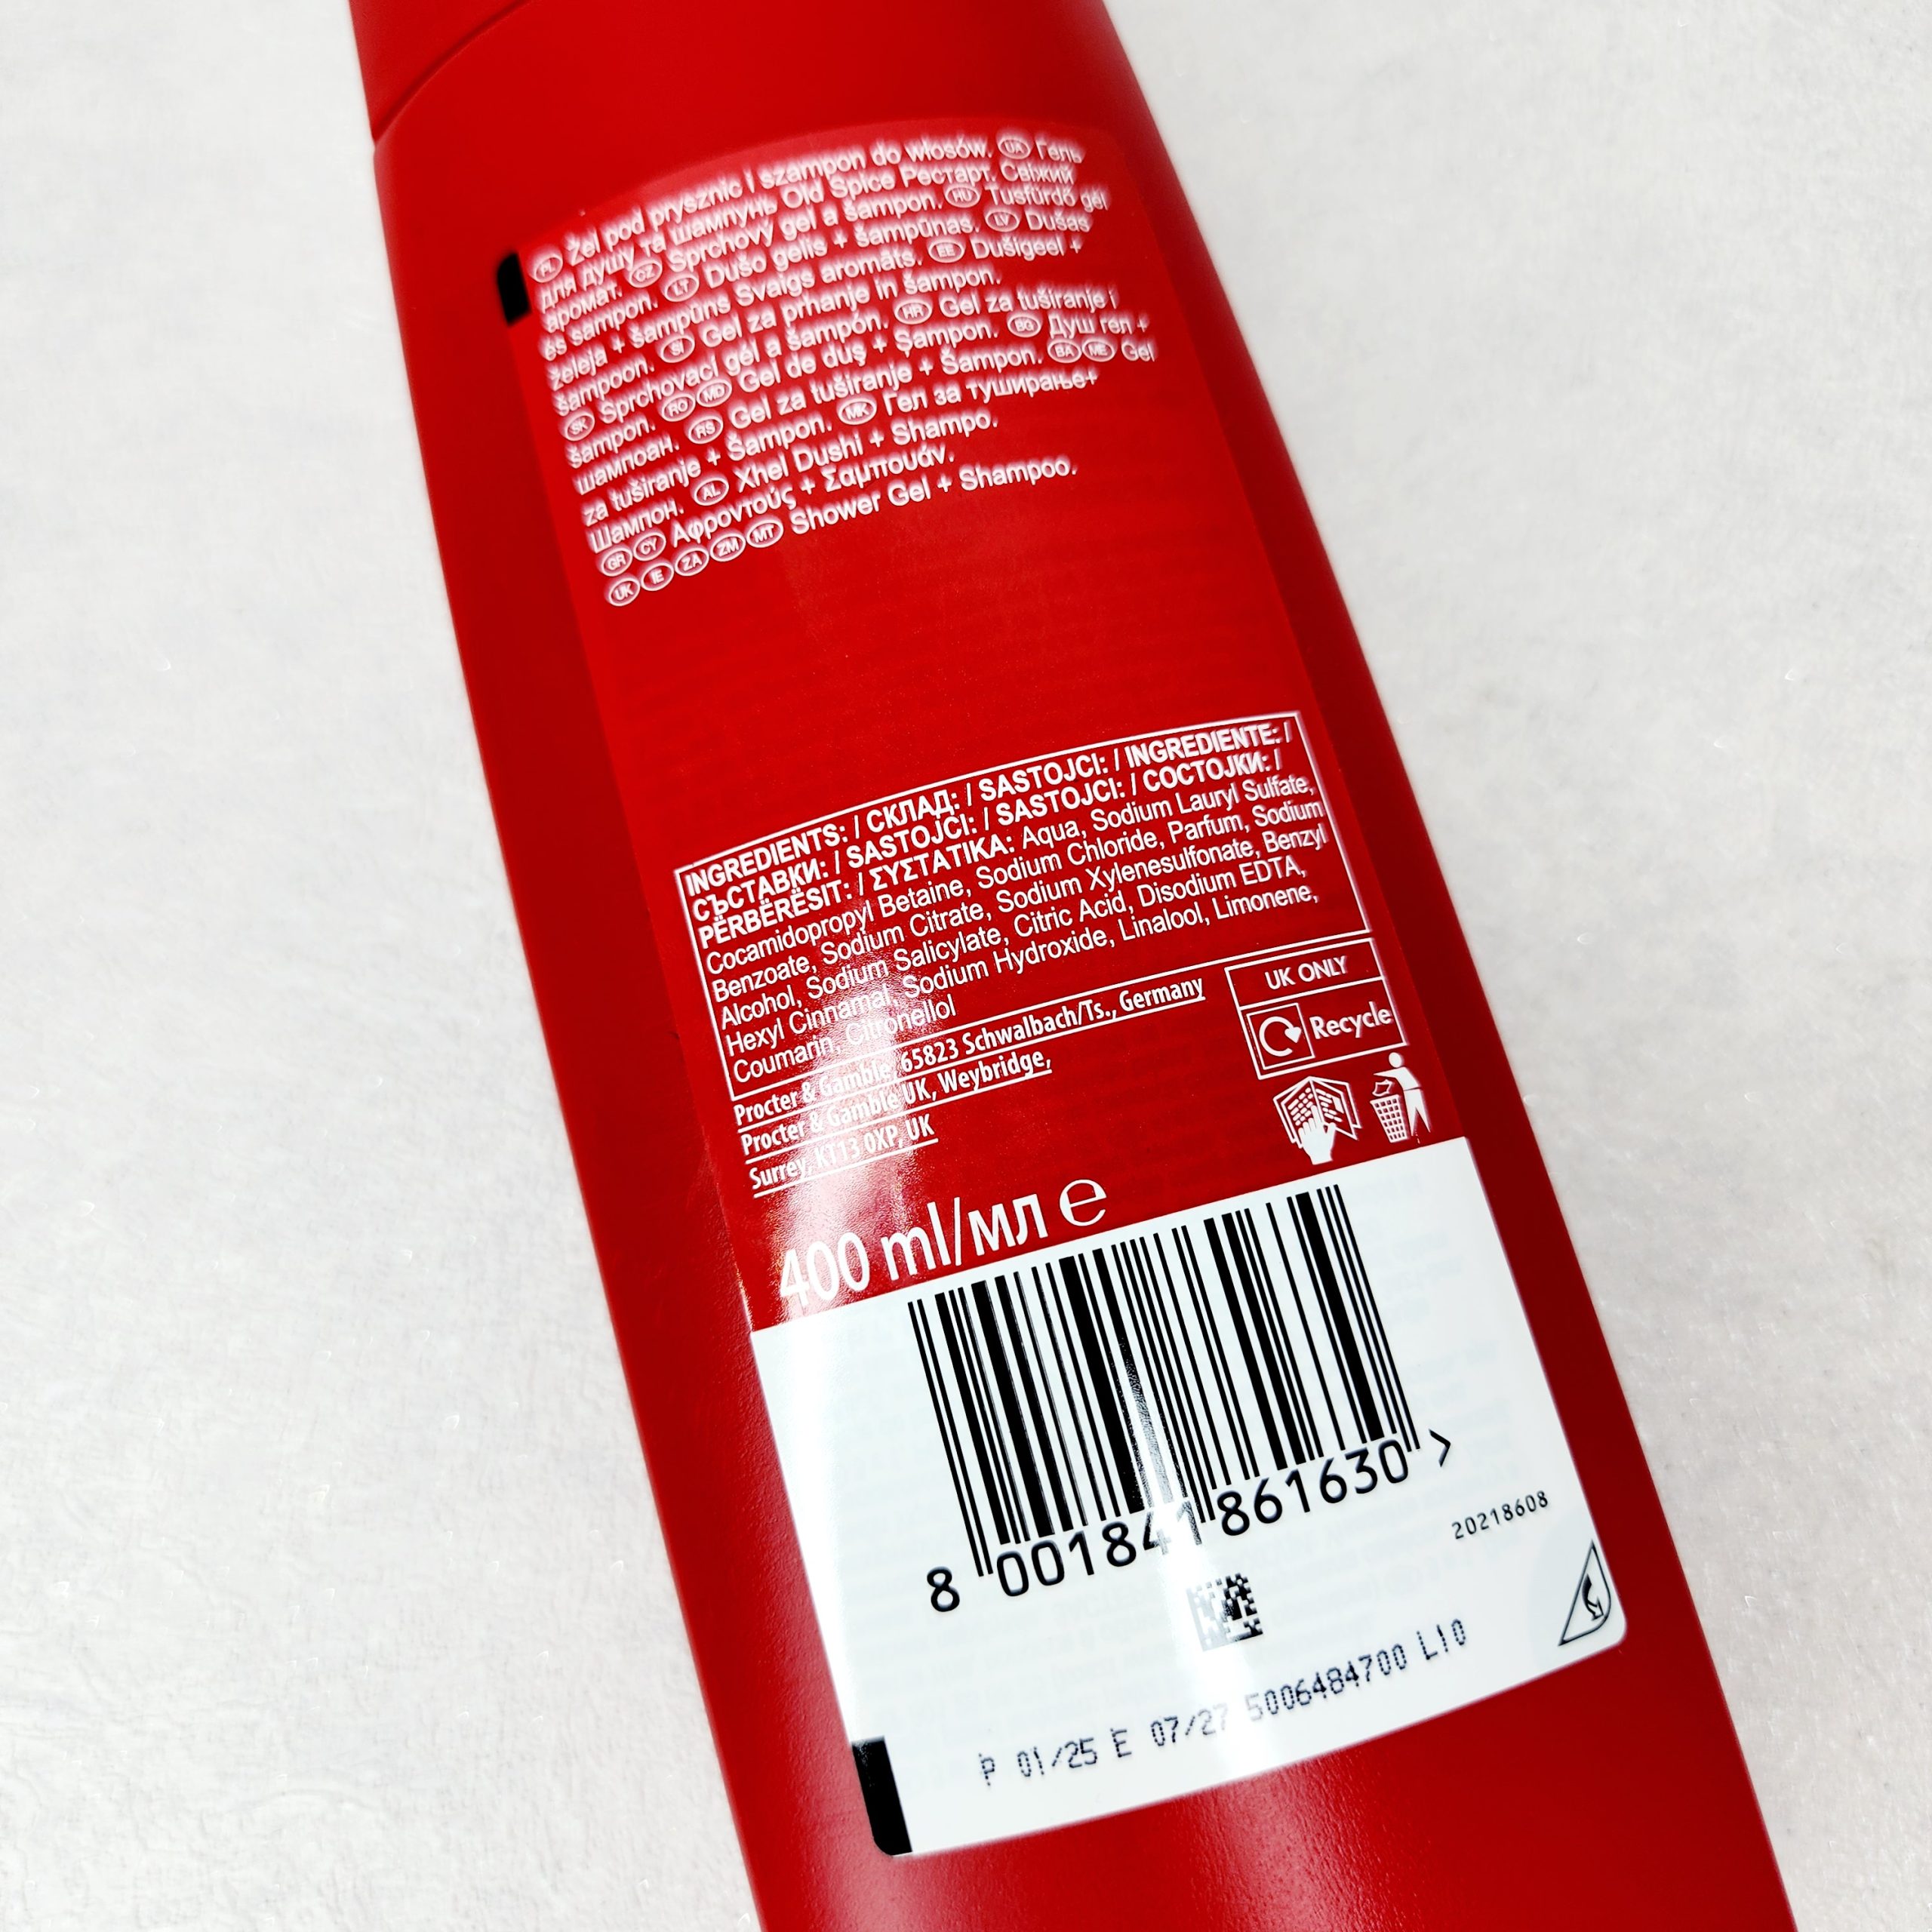 PL Żel pod prysznic i szampon do włosów. UA Гель
для душу та шампунь Old Spice Рестарт. Свіжий
аромат. CZ Sprchový gel a šampon. HU Tusfürdő gel
és sampon. LT Dušo gelis + šampūnas. LV Dušas
želeja + šampūns Svaigs aromāts. EE Dušigeel +
šampoon. SI Gel za prhanje in šampon.
SK Sprchovací gél a šampón. HR Gel za tuširanje i
šampon. RO MD Gel de duş + Şampon. BG Душ гел +
шампоан. RS Gel za tuširanje + Šampon. BA ME Gel
za tuširanje + Šampon. MK Гел за туширање+
Шампон. AL Xhel Dushi + Shampo.
GR CY Αφροντούς + Σαμπουάν.
UK IE ZA ZM MT Shower Gel + Shampoo.
INGREDIENTS: / СКЛАД: / SASTOJCI: / INGREDIENTE: /
СЪСТАВКИ: / SASTOJCI: / SASTOJCI: / СОСТОЈКИ: /
PËRBËRËSIT: / ΣΥΣΤΑΤΙΚΑ: Aqua, Sodium Lauryl Sulfate,
Cocamidopropyl Betaine, Sodium Chloride, Parfum, Sodium
Benzoate, Sodium Citrate, Sodium Xylenesulfonate, Benzyl
Alcohol, Sodium Salicylate, Citric Acid, Disodium EDTA,
Hexyl Cinnamal, Sodium Hydroxide, Linalool, Limonene,
Coumarin, Citronellol
Procter & Gamble, 65823 Schwalbach/Ts., Germany
Procter & Gamble UK, Weybridge,
Surrey, KT13 0XP, UK
UK ONLY
Recycle
400 ml/мл e
8 001841 861630 >
20218608
P 01/25 E 07/27 5006484700 L10